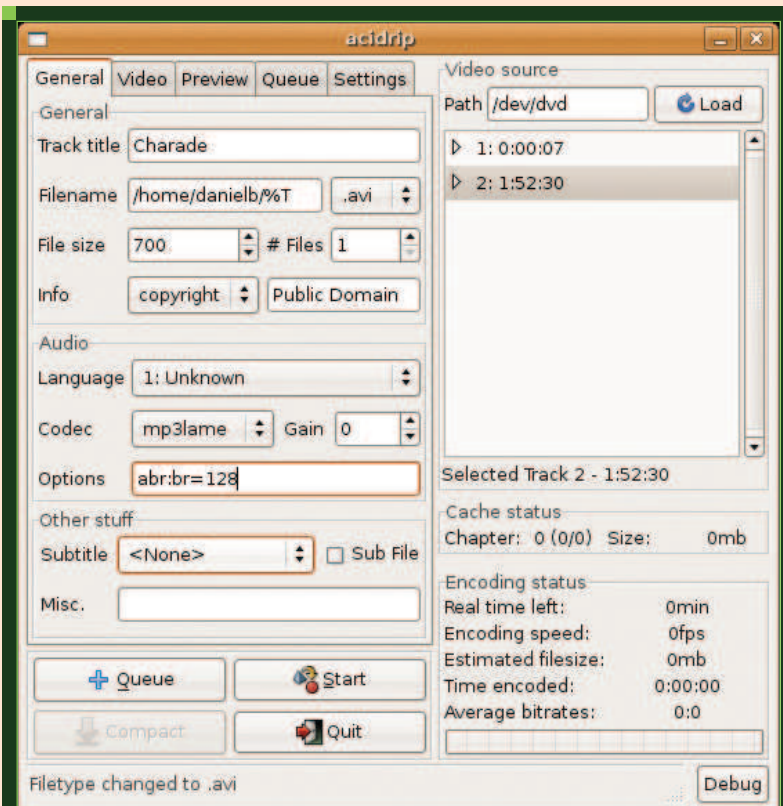 acidrip
General Video Preview Queue Settings
General
Track title Charade
Filename /home/danielb/%T .avi
File size 700 # Files 1
Info copyright Public Domain
Audio
Language 1: Unknown
Codec mp3lame Gain 0
Options abr:br=128
Other stuff
Subtitle <None> Sub File
Misc.
Queue Start
Compact Quit
Filetype changed to .avi
Video source
Path /dev/dvd Load
1: 0:00:07
2: 1:52:30
Selected Track 2 - 1:52:30
Cache status
Chapter: 0 (0/0) Size: 0mb
Encoding status
Real time left: 0min
Encoding speed: 0fps
Estimated filesize: 0mb
Time encoded: 0:00:00
Average bitrates: 0:0
Debug